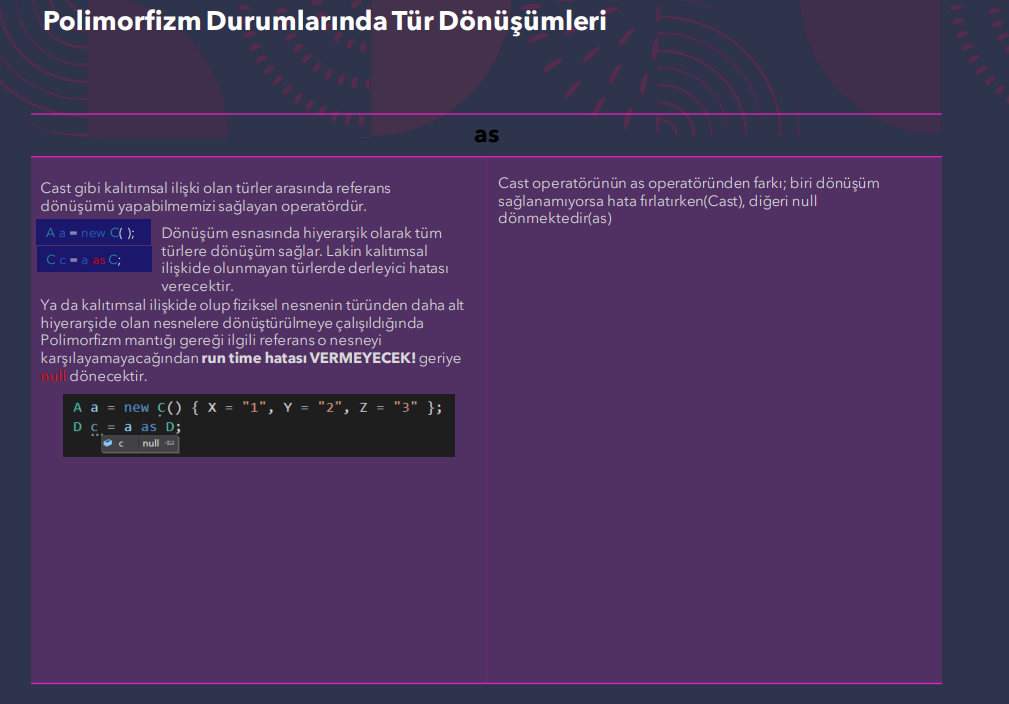 Polimorfizm Durumlarında Tür Dönüşümleri
as
Cast gibi kalıtımsal ilişki olan türler arasında referans
dönüşümü yapabilmemizi sağlayan operatördür.
A a = new C( );
C c = a as C;
Dönüşüm esnasında hiyerarşik olarak tüm
türlere dönüşüm sağlar. Lakin kalıtımsal
ilişkide olunmayan türlerde derleyici hatası
verecektir.
Ya da kalıtımsal ilişkide olup fiziksel nesnenin türünden daha alt
hiyerarşide olan nesnelere dönüştürülmeye çalışıldığında
Polimorfizm mantığı gereği ilgili referans o nesneyi
karşılayamayacağından run time hatası VERMEYECEK! geriye
null dönecektir.
A a = new C() { X = "1", Y = "2", Z = "3" };
D c = a as D;
c null
Cast operatörünün as operatöründen farkı; biri dönüşüm
sağlanamıyorsa hata fırlatırken(Cast), diğeri null
dönmektedir(as)